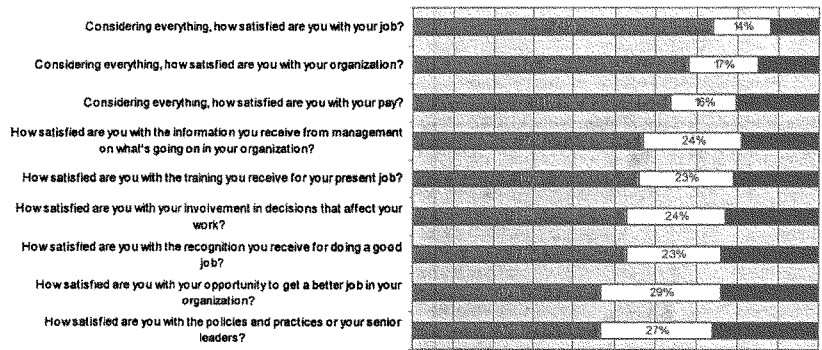 Considering everything, how satisfied are you with your job?
14%
Considering everything, how satisfied are you with your organization?
17%
Considering everything, how satisfied are you with your pay?
16%
How satisfied are you with the information you receive from management
on what's going on in your organization?
24%
How satisfied are you with the training you receive for your present job?
23%
How satisfied are you with your involvement in decisions that affect your
work?
24%
How satisfied are you with the recognition you receive for doing a good
job?
23%
How satisfied are you with your opportunity to get a better job in your
organization?
29%
How satisfied are you with the policies and practices or your senior
leaders?
27%